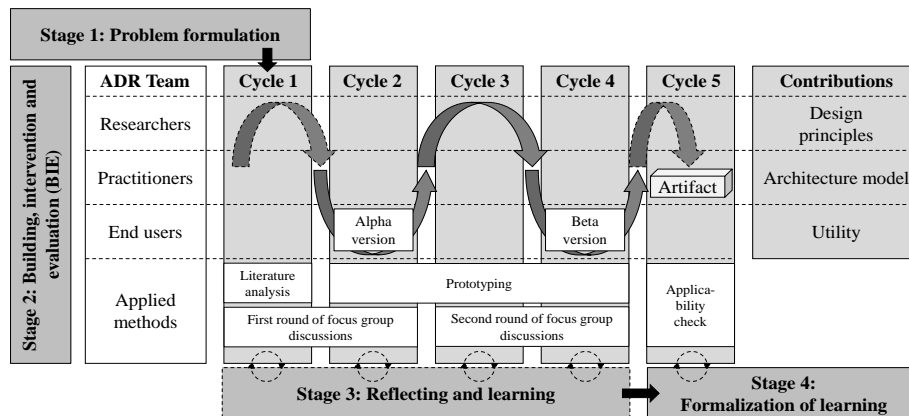 Stage 1: Problem formulation
Stage 2: Building, intervention and
evaluation (BIE)
ADR Team
Cycle 1
Cycle 2
Cycle 3
Cycle 4
Cycle 5
Contributions
Researchers
Design
principles
Practitioners
Artifact
Architecture model
End users
Alpha
version
Beta
version
Utility
Applied
methods
Literature
analysis
Prototyping
Applica-
bility
check
First round of focus group
discussions
Second round of focus group
discussions
Stage 3: Reflecting and learning
Stage 4:
Formalization of learning